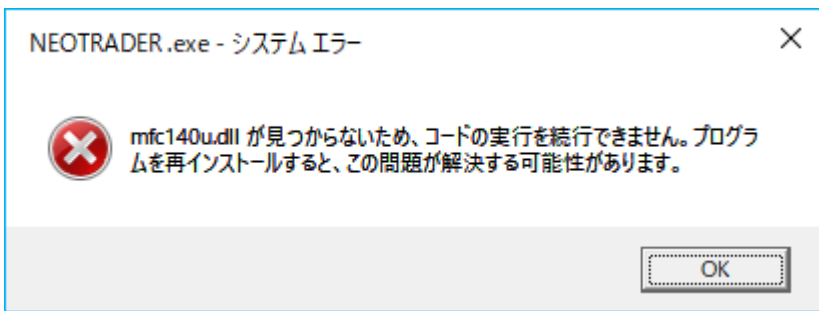 NEOTRADER.exe - システム エラー
mfc140u.dll が見つからないため、コードの実行を続行できません。プログラ
ムを再インストールすると、この問題が解決する可能性があります。
OK